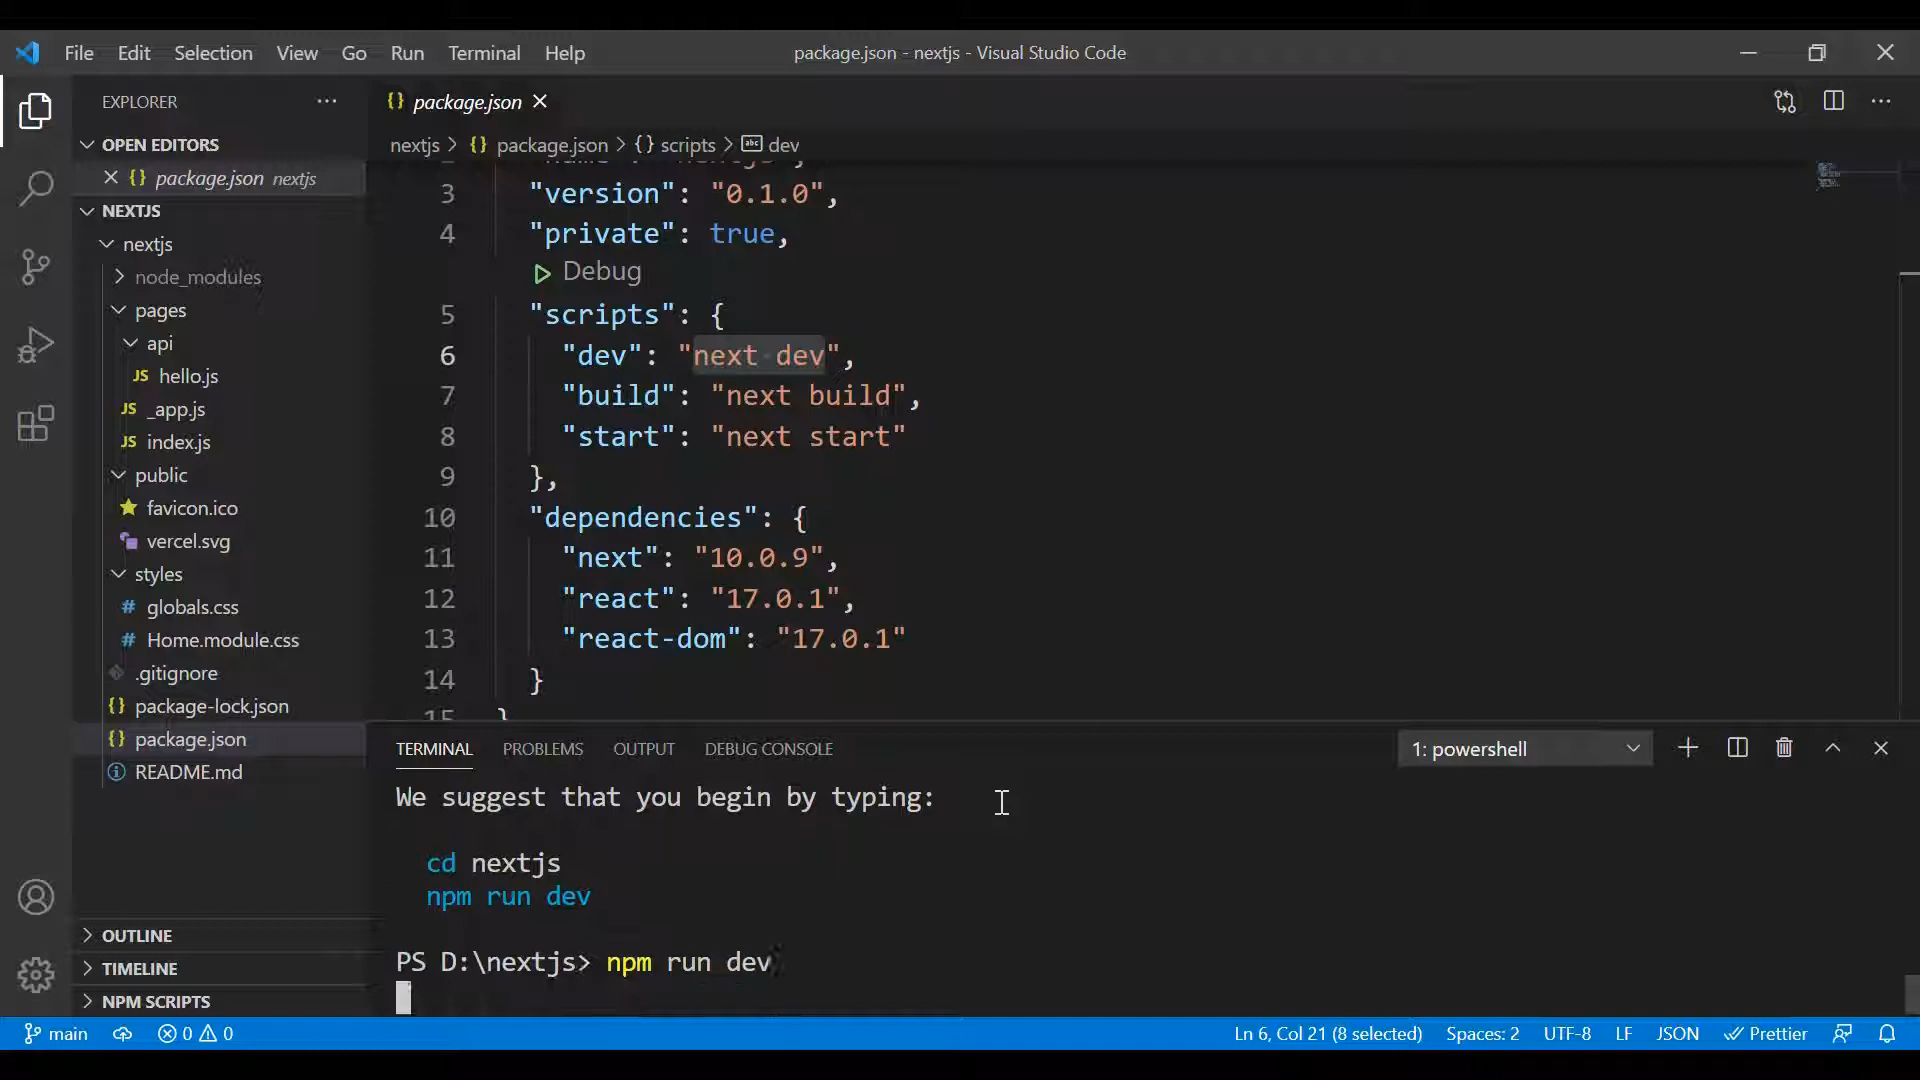 File Edit Selection View Go Run Terminal Help
package.json - nextjs - Visual Studio Code
EXPLORER
OPEN EDITORS
package.json nextjs
NEXTJS
nextjs
node_modules
pages
api
JS hello.js
JS _app.js
JS index.js
public
favicon.ico
vercel.svg
styles
# globals.css
# Home.module.css
.gitignore
{} package-lock.json
{} package.json
README.md
OUTLINE
TIMELINE
NPM SCRIPTS
{} package.json
nextjs > {} package.json > {} scripts > abc dev
3 "version": "0.1.0",
4 "private": true,
Debug
5 "scripts": {
6 "dev": "next dev",
7 "build": "next build",
8 "start": "next start"
9 },
10 "dependencies": {
11 "next": "10.0.9",
12 "react": "17.0.1",
13 "react-dom": "17.0.1"
14 }
15 }
TERMINAL PROBLEMS OUTPUT DEBUG CONSOLE
1: powershell
We suggest that you begin by typing:
cd nextjs
npm run dev
PS D:\nextjs> npm run dev
main 0 0
Ln 6, Col 21 (8 selected) Spaces: 2 UTF-8 LF JSON Prettier